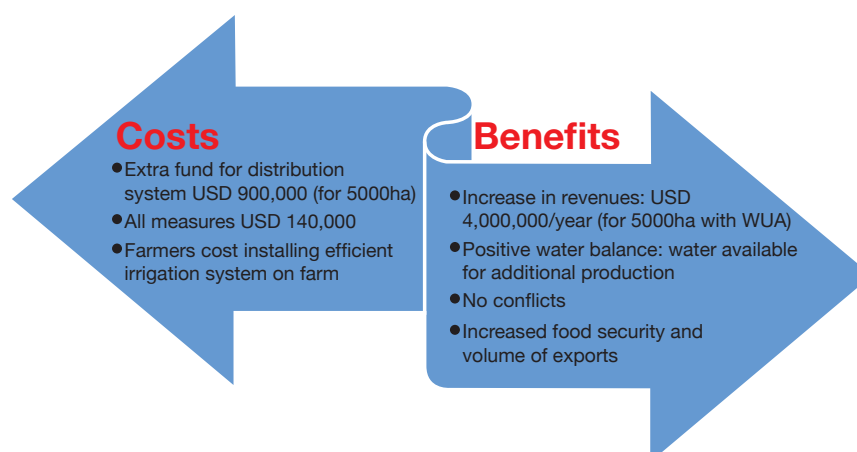 Costs
●Extra fund for distribution
system USD 900,000 (for 5000ha)
●All measures USD 140,000
●Farmers cost installing efficient
irrigation system on farm
Benefits
●Increase in revenues: USD
4,000,000/year (for 5000ha with WUA)
●Positive water balance: water available
for additional production
●No conflicts
●Increased food security and
volume of exports